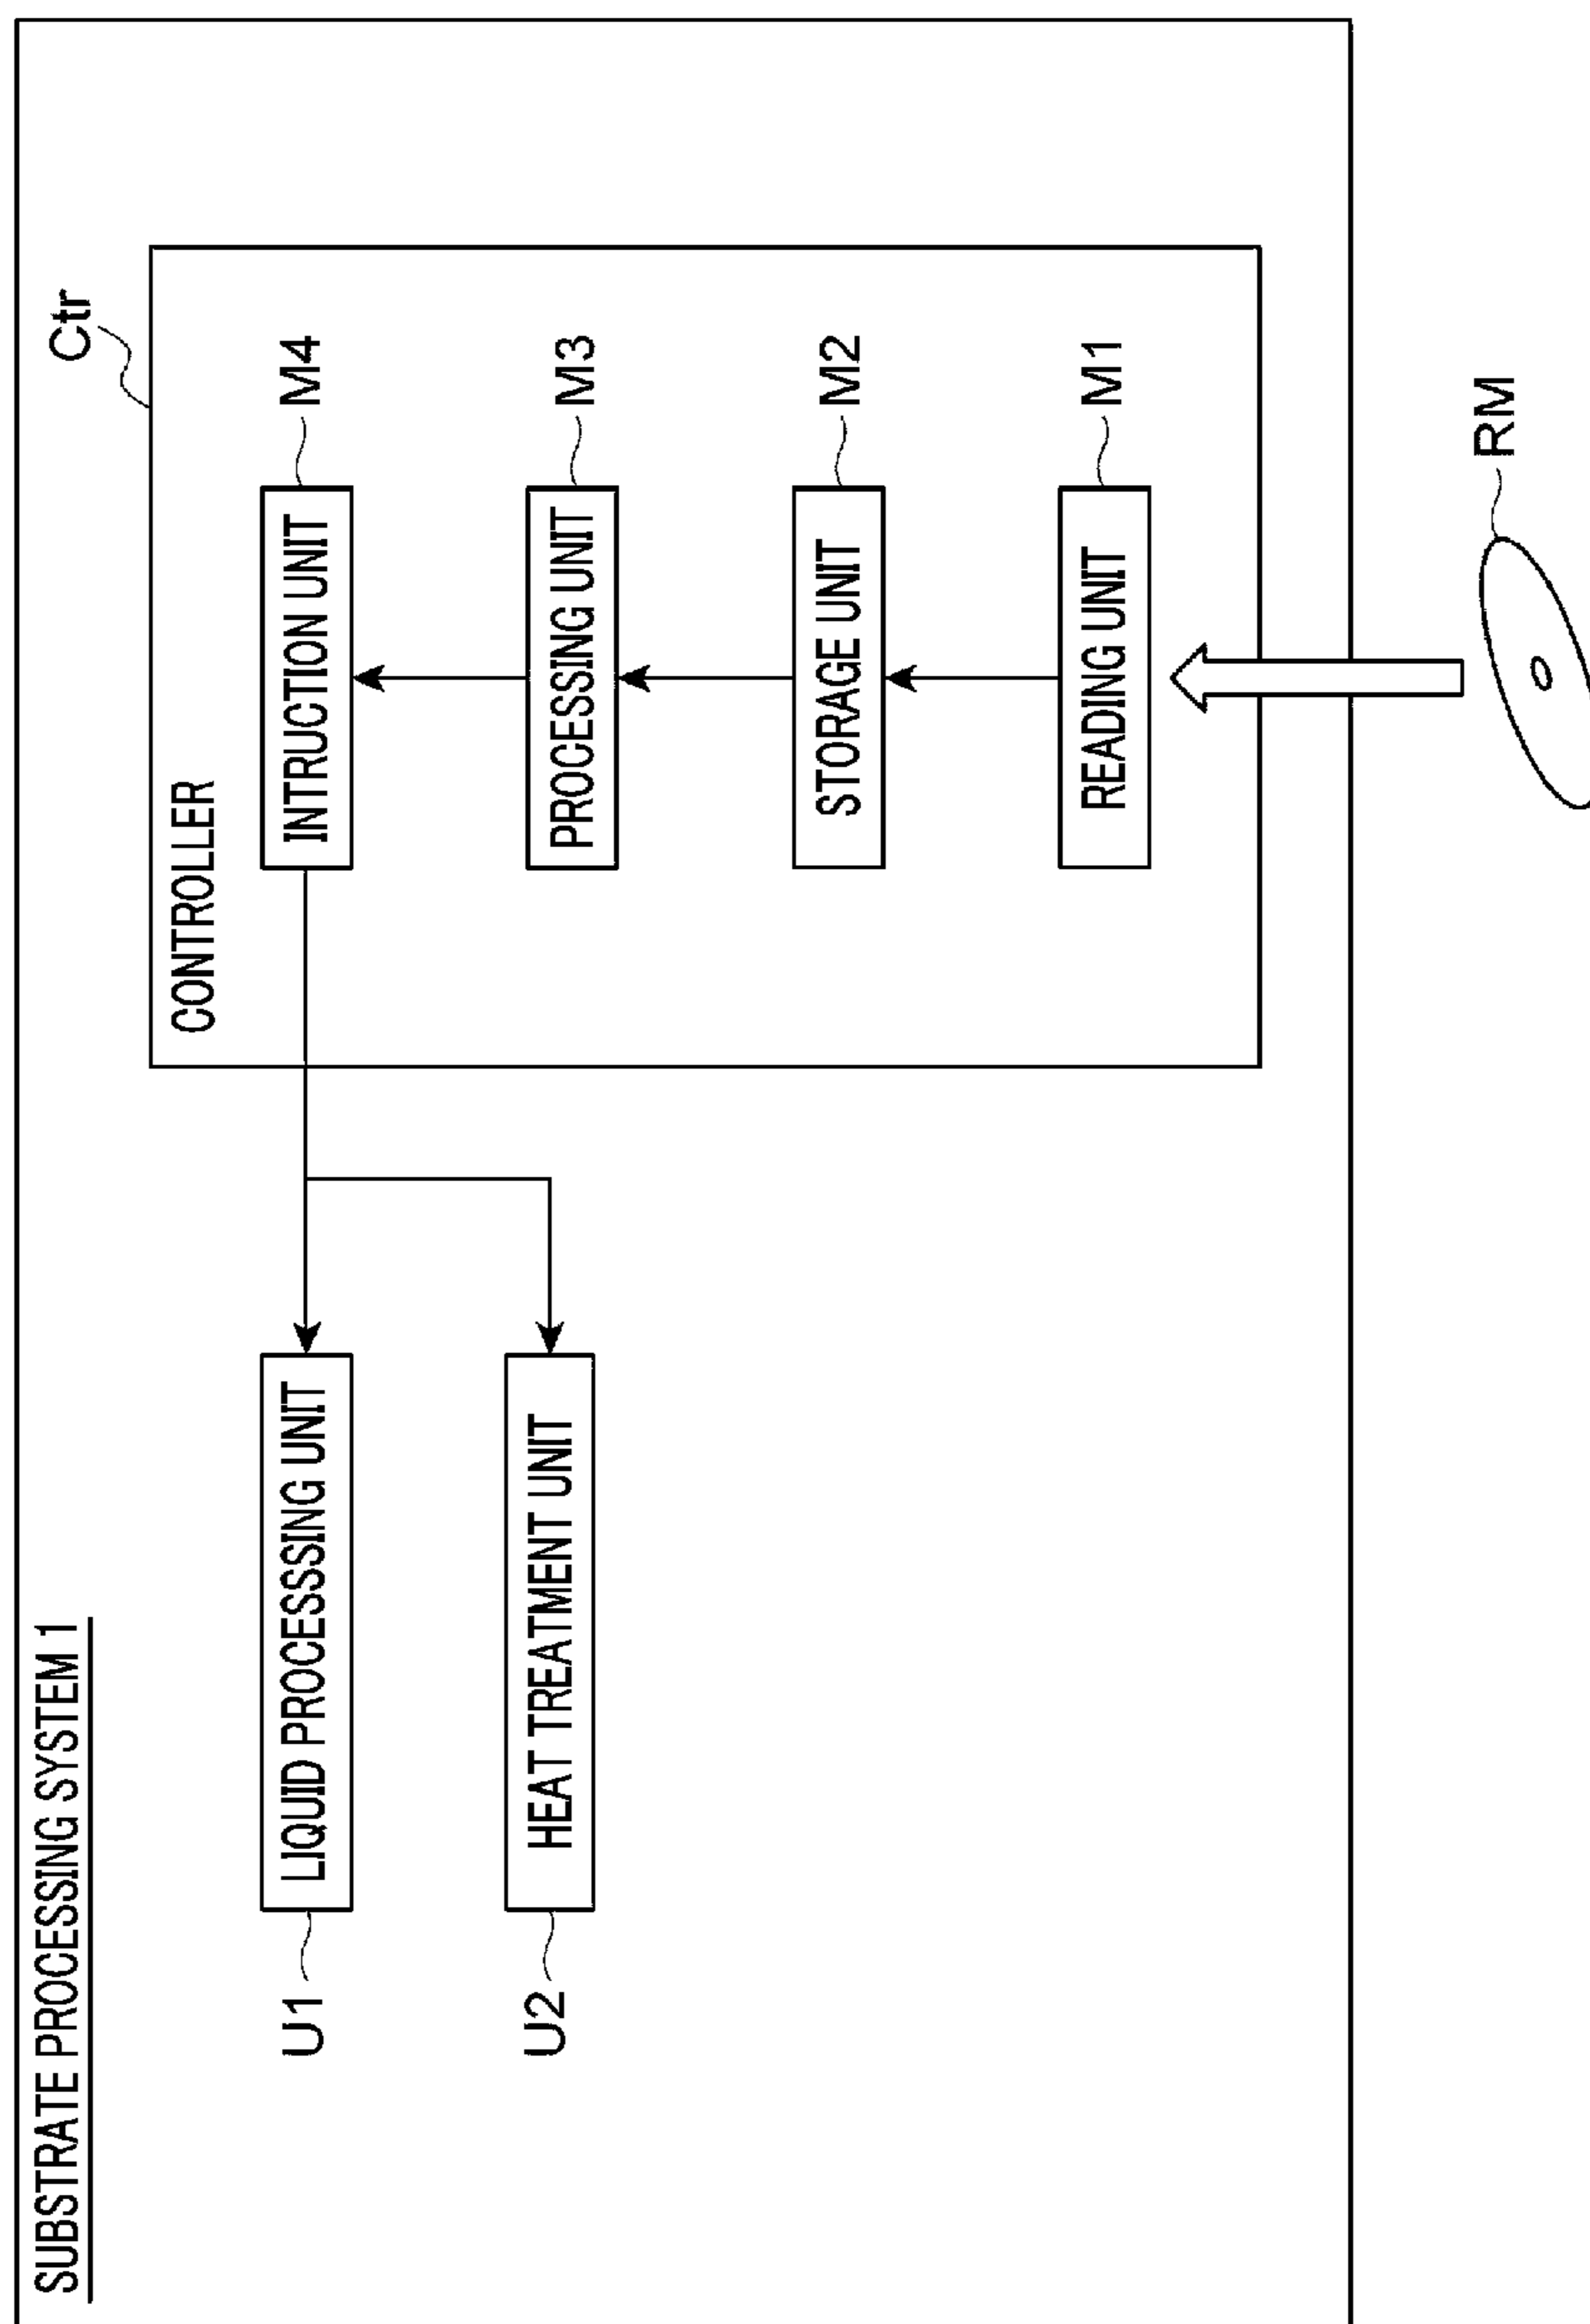 SUBSTRATE PROCESSING SYSTEM 1
Ctr
CONTROLLER
U1
LIQUID PROCESSING UNIT
INTRUCTION UNIT
M4
U2
HEAT TREATMENT UNIT
PROCESSING UNIT
M3
STORAGE UNIT
M2
READING UNIT
M1
RM